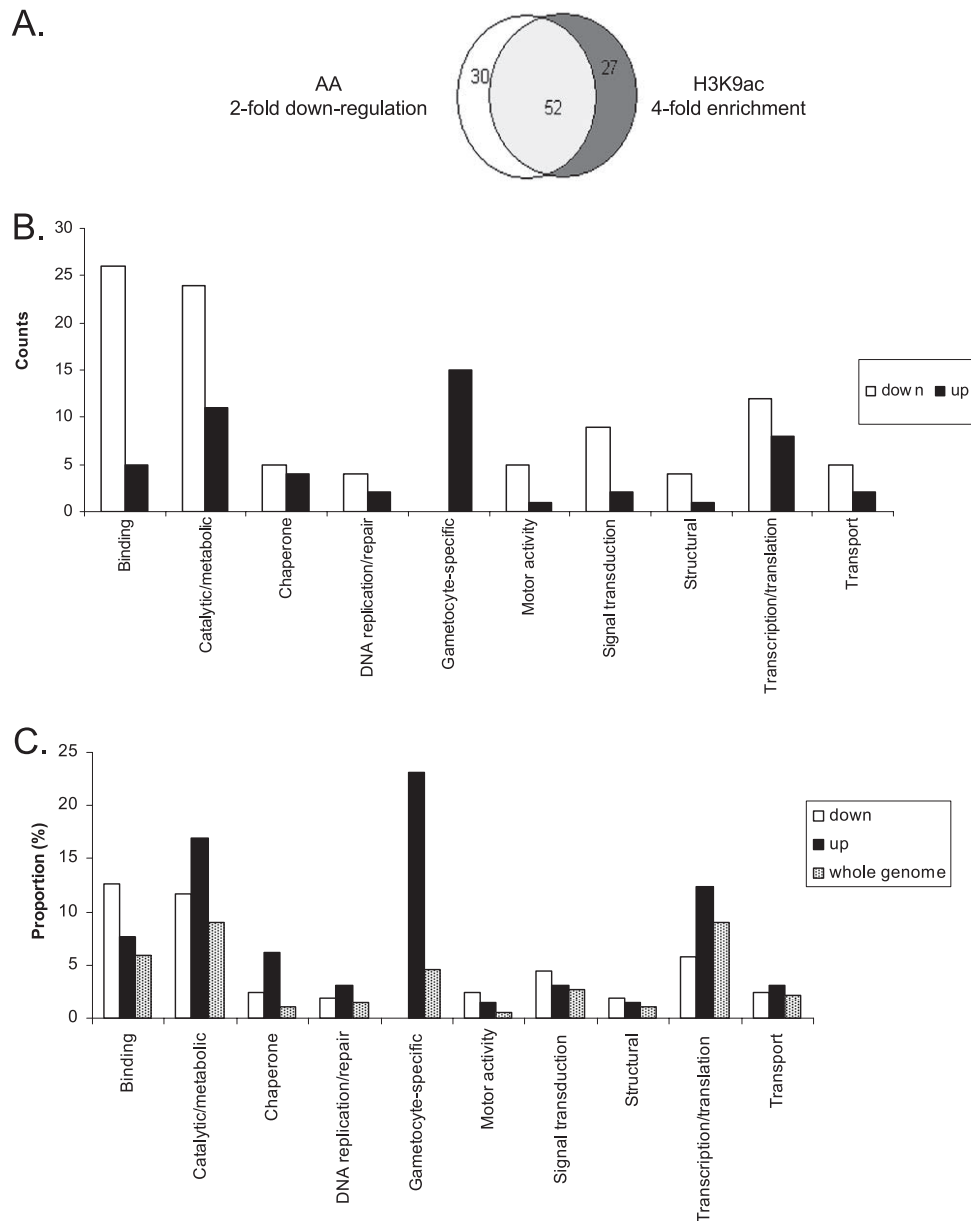 A.
AA
2-fold down-regulation
30
52
27
H3K9ac
4-fold enrichment
B.
30
25
20
15
10
5
0
Counts
Binding
Catalytic/metabolic
Chaperone
DNA replication/repair
Gametocyte-specific
Motor activity
Signal transduction
Structural
Transcription/translation
Transport
down up
C.
25
20
15
10
5
0
Proportion (%)
Binding
Catalytic/metabolic
Chaperone
DNA replication/repair
Gametocyte-specific
Motor activity
Signal transduction
Structural
Transcription/translation
Transport
down
up
whole genome